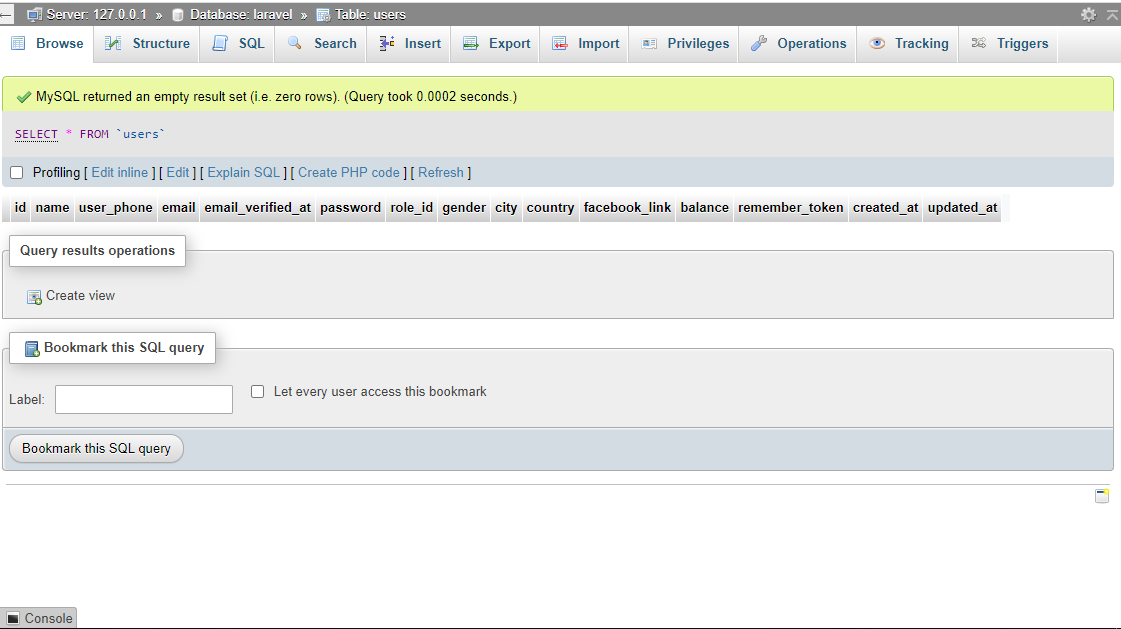 Server: 127.0.0.1 » Database: laravel » Table: users
Browse Structure SQL Search Insert Export Import Privileges Operations Tracking Triggers
MySQL returned an empty result set (i.e. zero rows). (Query took 0.0002 seconds.)
SELECT * FROM `users`
Profiling [ Edit inline ] [ Edit ] [ Explain SQL ] [ Create PHP code ] [ Refresh ]
id name user_phone email email_verified_at password role_id gender city country facebook_link balance remember_token created_at updated_at
Query results operations
Create view
Bookmark this SQL query
Label: Let every user access this bookmark
Bookmark this SQL query
Console